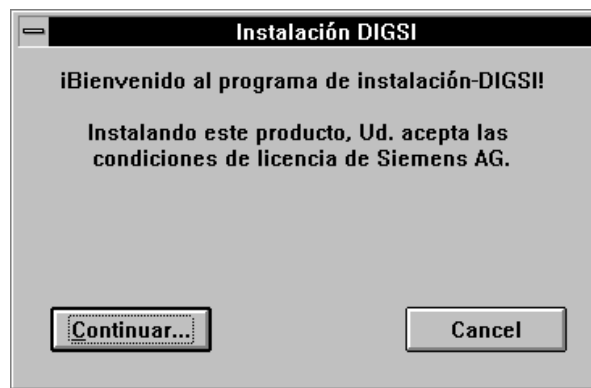 Instalación DIGSI
¡Bienvenido al programa de instalación-DIGSI!
Instalando este producto, Ud. acepta las
condiciones de licencia de Siemens AG.
Continuar...
Cancel